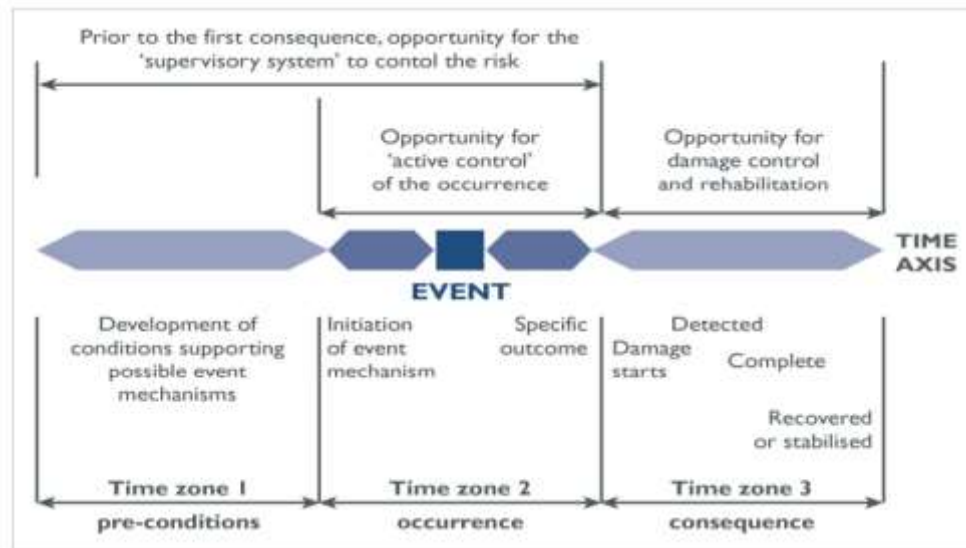 Prior to the first consequence, opportunity for the
'supervisory system' to contol the risk
Opportunity for
'active control'
of the occurrence
Opportunity for
damage control
and rehabilitation
TIME
AXIS
EVENT
Development of
conditions supporting
possible event
mechanisms
Initiation
of event
mechanism
Specific
outcome
Detected
Damage
starts
Complete
Recovered
or stabilised
Time zone 1
pre-conditions
Time zone 2
occurrence
Time zone 3
consequence